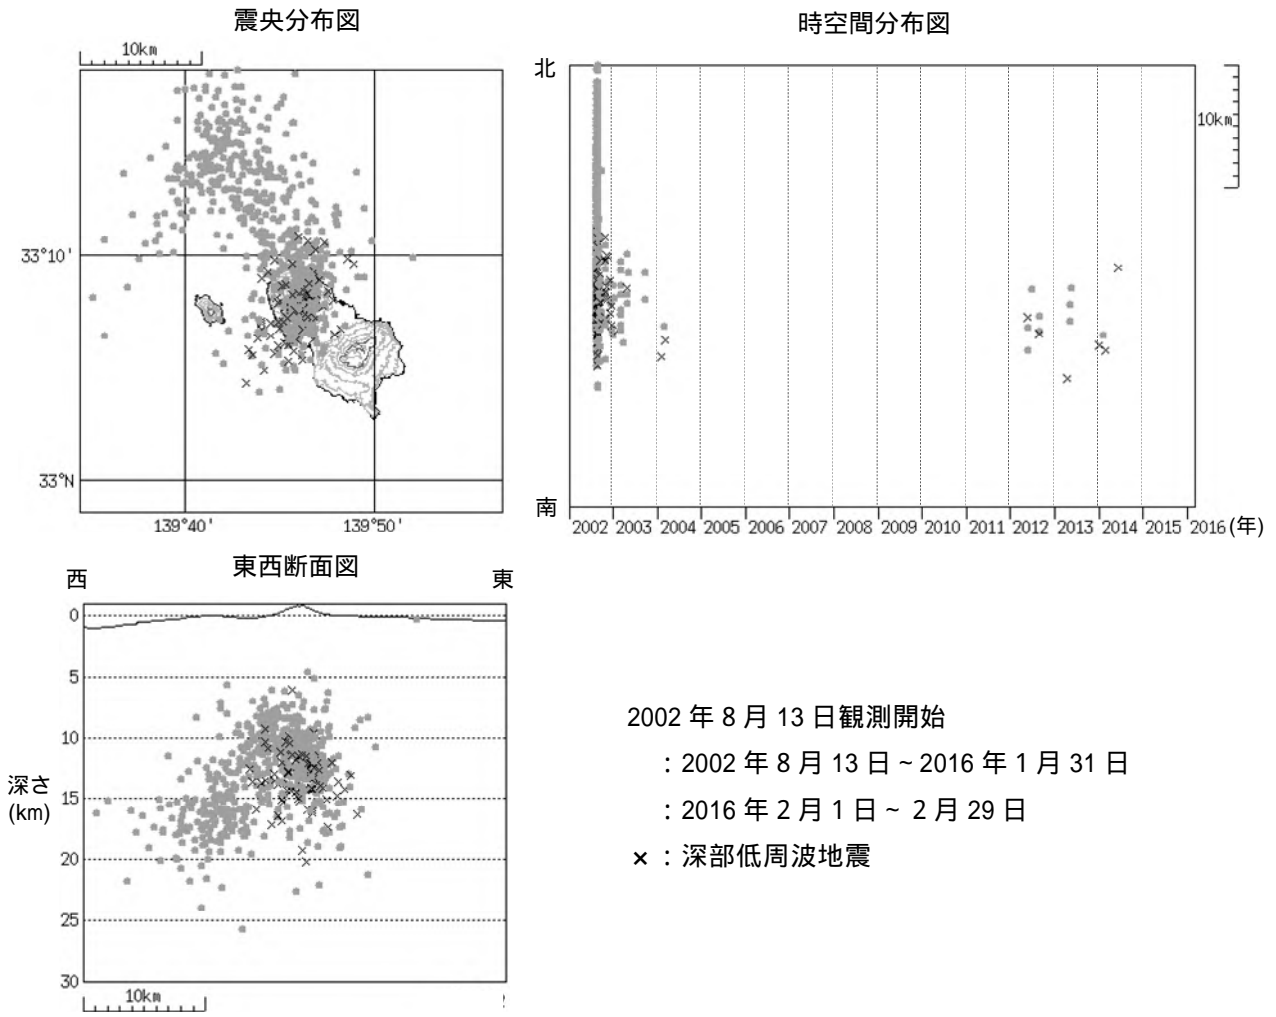 震央分布図
10km
33°10'
33°N
139°40'
139°50'
時空間分布図
北
10km
南
2002 2003 2004 2005 2006 2007 2008 2009 2010 2011 2012 2013 2014 2015 2016 (年)
東西断面図
西
東
0
5
10
15
20
25
30
深さ
(km)
10km
2002 年 8 月 13 日観測開始
：2002 年 8 月 13 日 ~ 2016 年 1 月 31 日
：2016 年 2 月 1 日 ~ 2 月 29 日
×：深部低周波地震